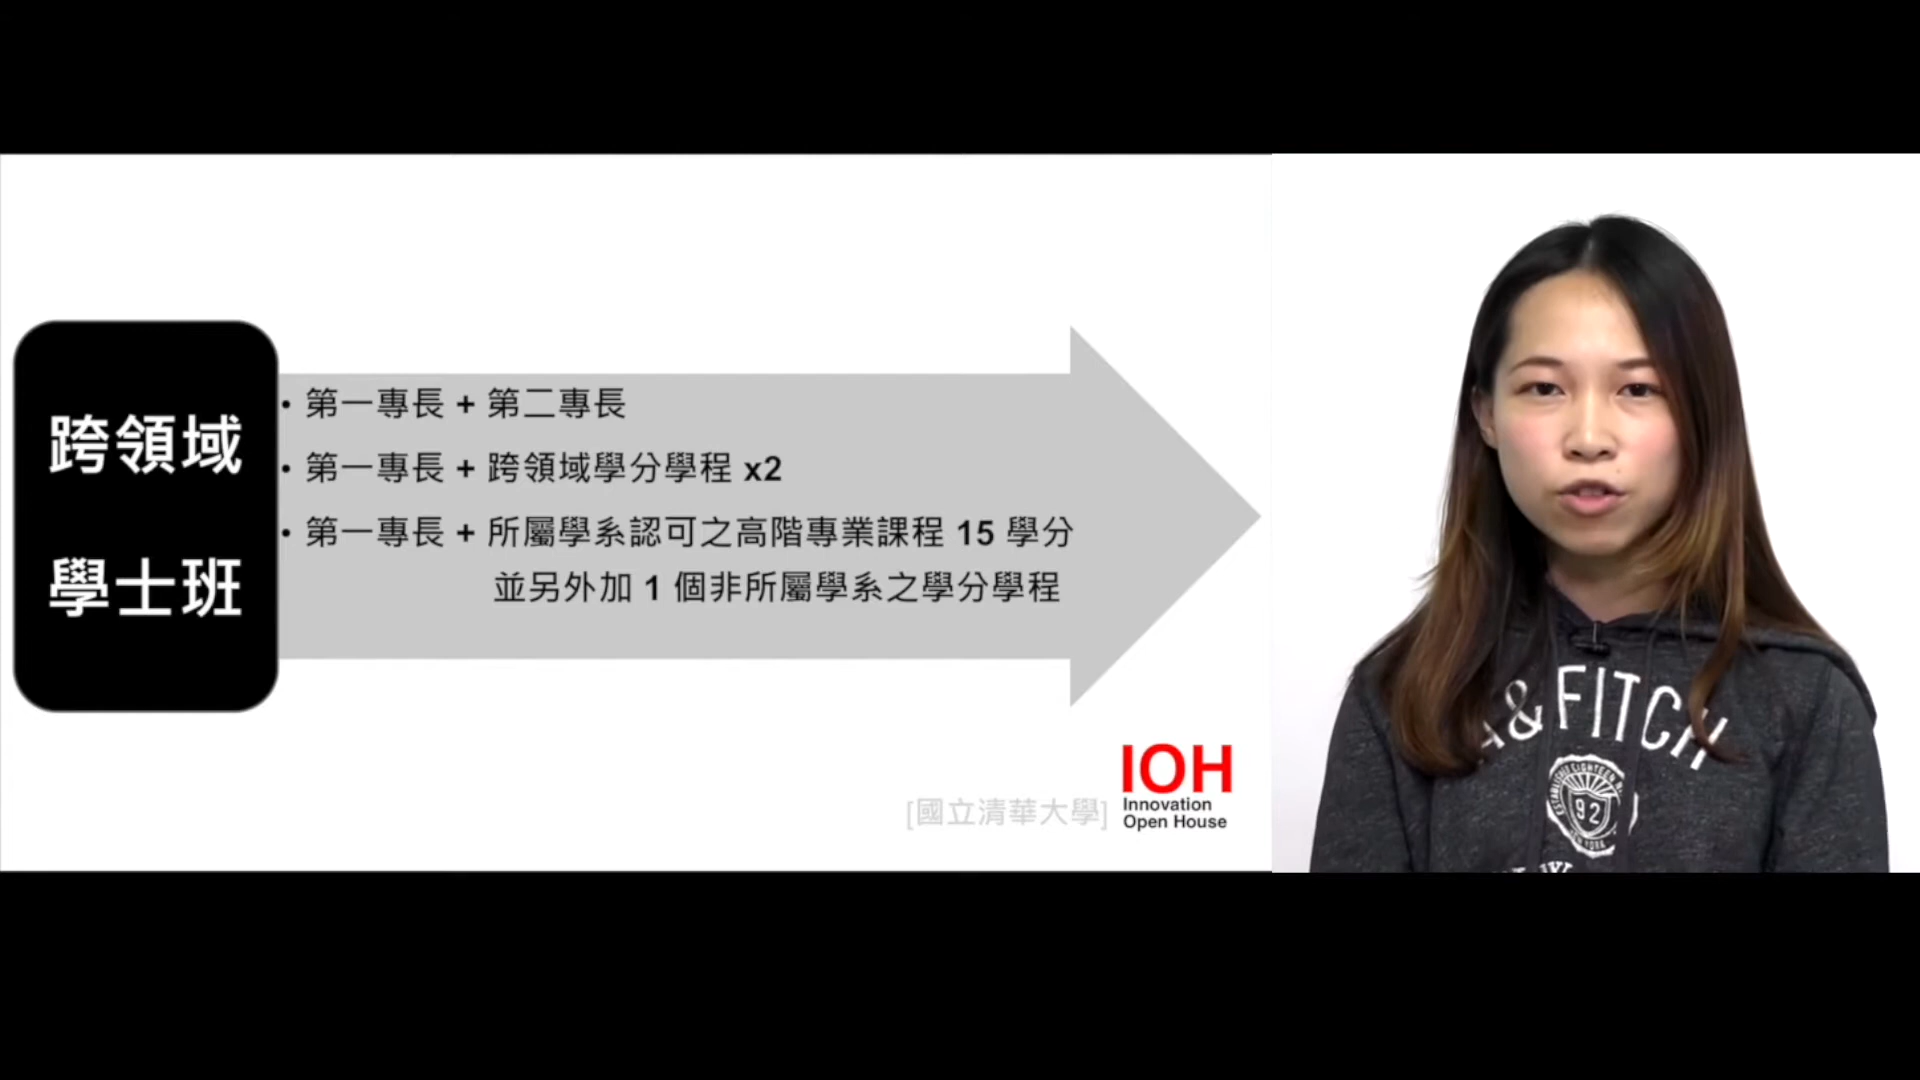 跨領域
學士班
• 第一專長 + 第二專長
• 第一專長 + 跨領域學分學程 x2
• 第一專長 + 所屬學系認可之高階專業課程 15 學分
並另外加 1 個非所屬學系之學分學程
[國立清華大學]
IOH
Innovation
Open House
& FITCH
92